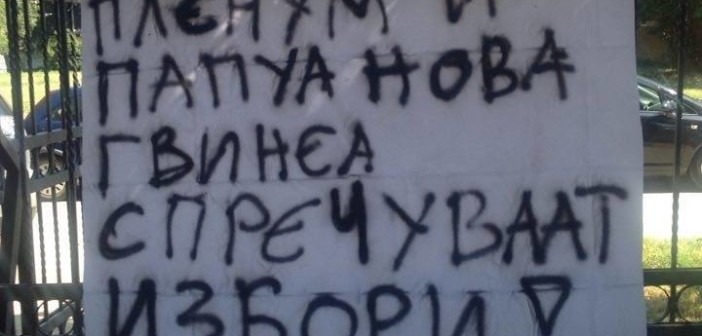 ПЛЕНУМ И
ПАПУА НОВА
ГВИНЕА
СПРЕЧУВААТ
ИЗБОРИ!